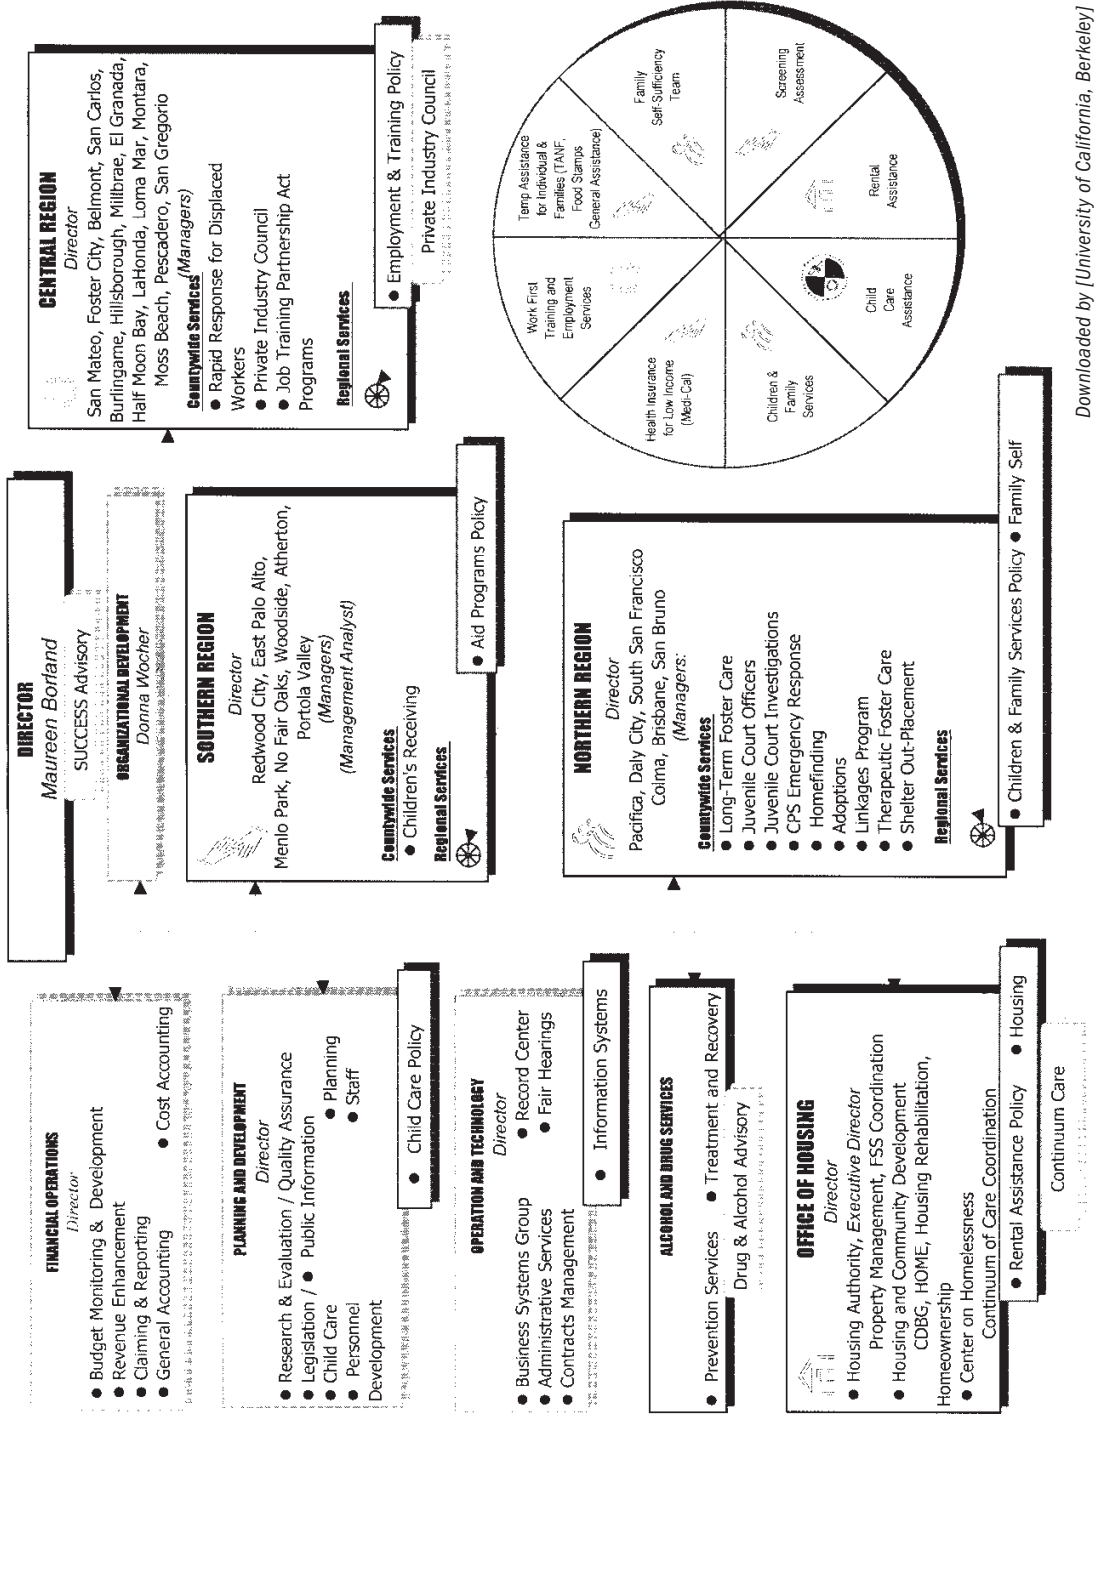 DIRECTOR
Maureen Borland
SUCCESS Advisory
ORGANIZATIONAL DEVELOPMENT
Donna Wocher
FINANCIAL OPERATIONS
Director
● Budget Monitoring & Development
● Revenue Enhancement
● Claiming & Reporting
● General Accounting ● Cost Accounting
PLANNING AND DEVELOPMENT
Director
● Research & Evaluation / Quality Assurance
● Legislation / ● Public Information
● Child Care ● Planning
● Personnel ● Staff
Development
● Child Care Policy
OPERATION AND TECHNOLOGY
Director
● Business Systems Group ● Record Center
● Administrative Services ● Fair Hearings
● Contracts Management
● Information Systems
ALCOHOL AND DRUG SERVICES
● Prevention Services ● Treatment and Recovery
Drug & Alcohol Advisory
OFFICE OF HOUSING
Director
● Housing Authority, Executive Director
Property Management, FSS Coordination
● Housing and Community Development
CDBG, HOME, Housing Rehabilitation,
Homeownership
● Center on Homelessness
Continuum of Care Coordination
● Rental Assistance Policy ● Housing
Continuum Care
SOUTHERN REGION
Director
Redwood City, East Palo Alto,
Menlo Park, No Fair Oaks, Woodside, Atherton,
Portola Valley
(Managers)
(Management Analyst)
Countywide Services
● Children's Receiving
Regional Services
● Aid Programs Policy
NORTHERN REGION
Director
Pacifica, Daly City, South San Francisco
Colma, Brisbane, San Bruno
(Managers:
Countywide Services
● Long-Term Foster Care
● Juvenile Court Officers
● Juvenile Court Investigations
● CPS Emergency Response
● Homefinding
● Adoptions
● Linkages Program
● Therapeutic Foster Care
● Shelter Out-Placement
Regional Services
● Children & Family Services Policy ● Family Self
CENTRAL REGION
Director
San Mateo, Foster City, Belmont, San Carlos,
Burlingame, Hillsborough, Millbrae, El Granada,
Half Moon Bay, LaHonda, Loma Mar, Montara,
Moss Beach, Pescadero, San Gregorio
(Managers)
Countywide Services
● Rapid Response for Displaced
Workers
● Private Industry Council
● Job Training Partnership Act
Programs
Regional Services
● Employment & Training Policy
Private Industry Council
Work First
Training and
Employment
Services
Temp Assistance
for Individual &
Families (TANF,
Food Stamps
General Assistance)
Family
Self-Sufficiency
Team
Screening
Assessment
Rental
Assistance
Child
Care
Assistance
Children &
Family
Services
Health Insurance
for Low Income
(Medi-Cal)
Downloaded by [University of California, Berkeley]